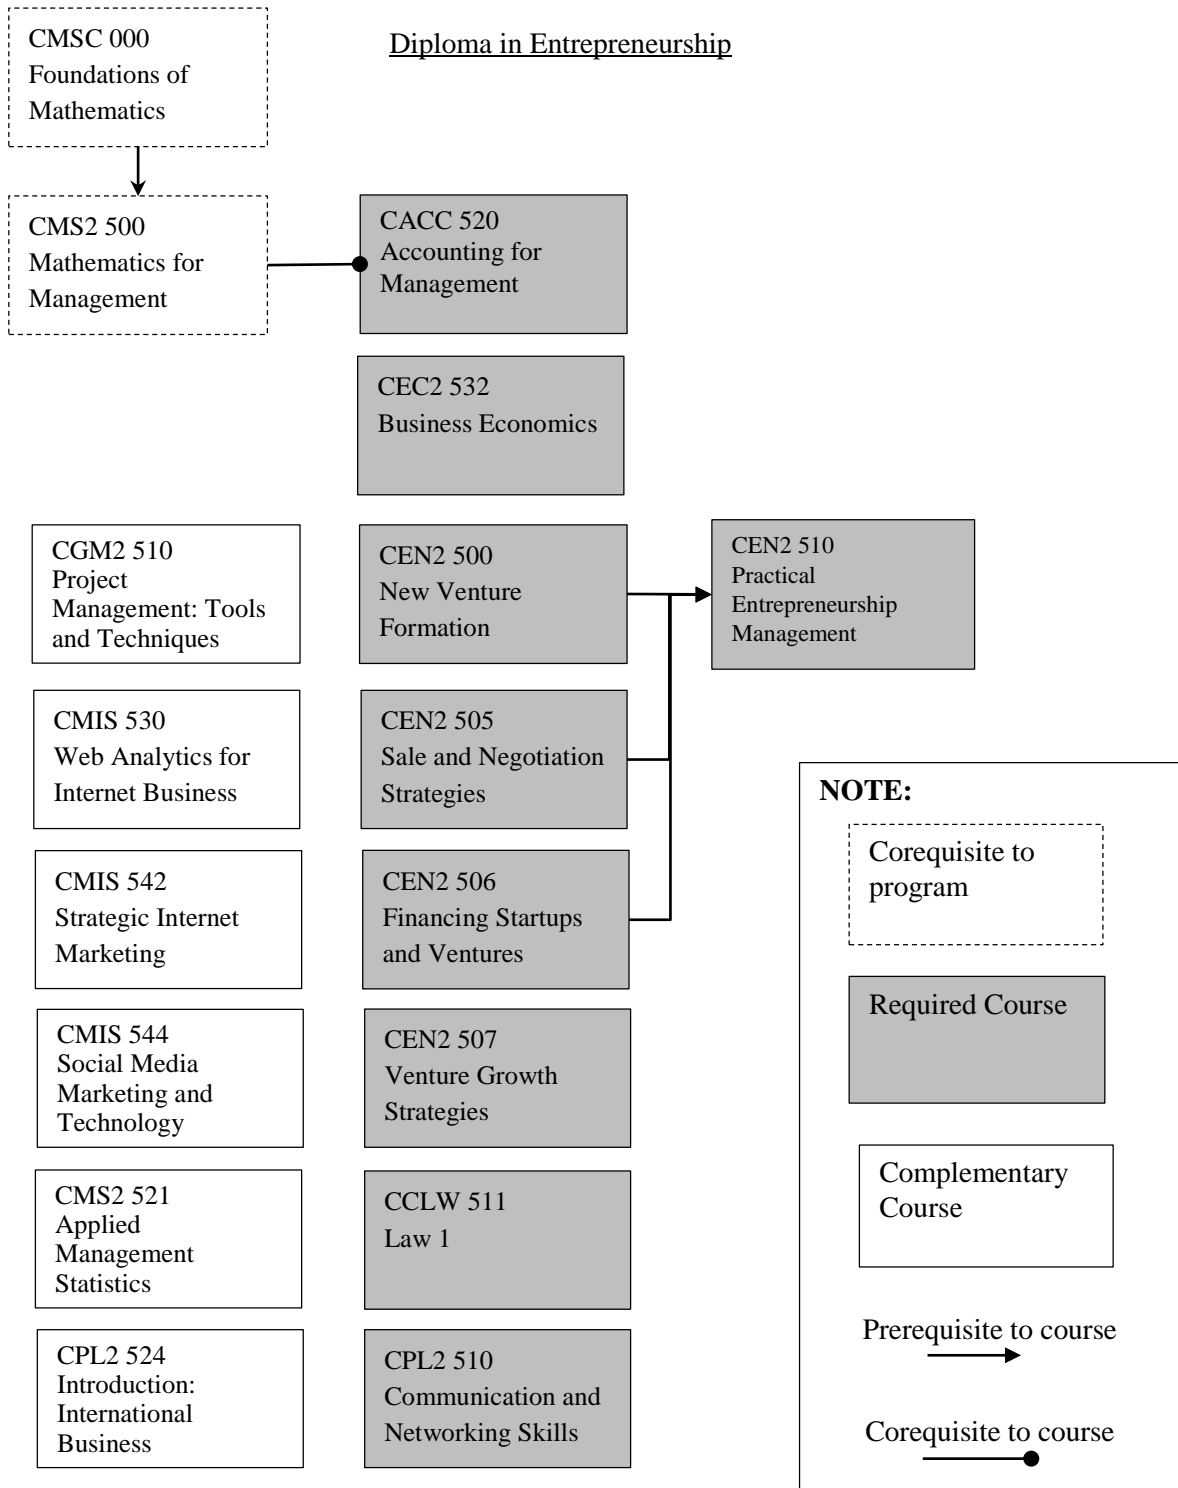 CMSC 000
Foundations of
Mathematics
Diploma in Entrepreneurship
CMS2 500
Mathematics for
Management
CACC 520
Accounting for
Management
CEC2 532
Business Economics
CGM2 510
Project
Management: Tools
and Techniques
CEN2 500
New Venture
Formation
CEN2 510
Practical
Entrepreneurship
Management
CMIS 530
Web Analytics for
Internet Business
CEN2 505
Sale and Negotiation
Strategies
CMIS 542
Strategic Internet
Marketing
CEN2 506
Financing Startups
and Ventures
CMIS 544
Social Media
Marketing and
Technology
CEN2 507
Venture Growth
Strategies
CMS2 521
Applied
Management
Statistics
CCLW 511
Law 1
CPL2 524
Introduction:
International
Business
CPL2 510
Communication and
Networking Skills
NOTE:
Corequisite to
program
Required Course
Complementary
Course
Prerequisite to course
Corequisite to course